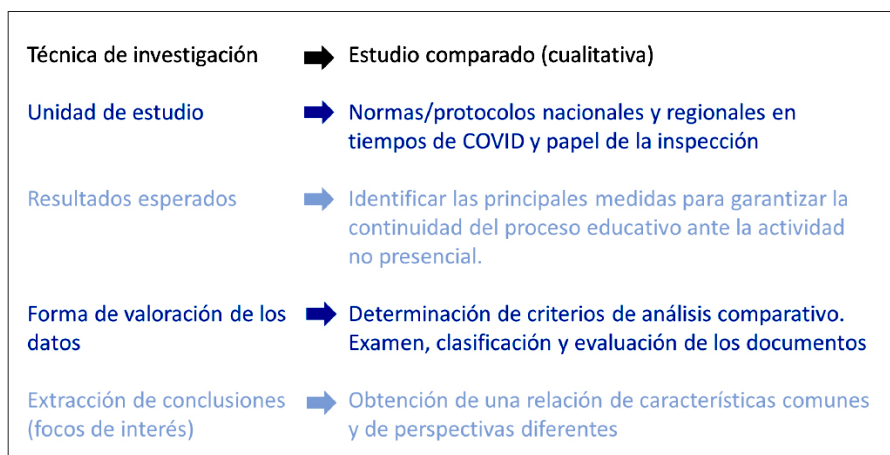 Técnica de investigación Estudio comparado (cualitativa)
Unidad de estudio Normas/protocolos nacionales y regionales en
tiempos de COVID y papel de la inspección
Resultados esperados Identificar las principales medidas para garantizar la
continuidad del proceso educativo ante la actividad
no presencial.
Forma de valoración de los Determinación de criterios de análisis comparativo.
datos Examen, clasificación y evaluación de los documentos
Extracción de conclusiones Obtención de una relación de características comunes
(focos de interés) y de perspectivas diferentes